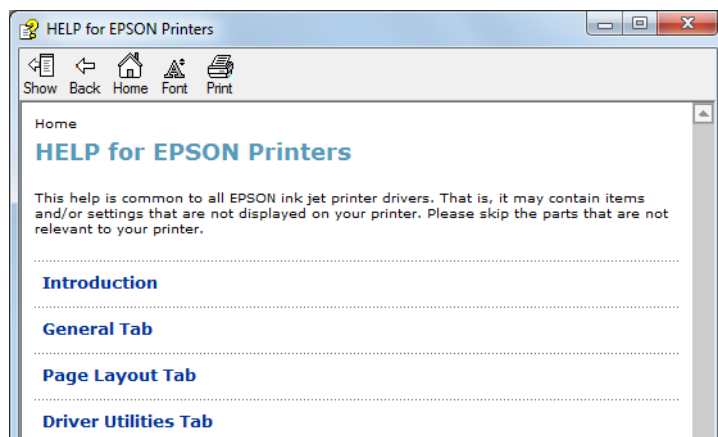 HELP for EPSON Printers
Show Back Home Font Print
Home
HELP for EPSON Printers
This help is common to all EPSON ink jet printer drivers. That is, it may contain items
and/or settings that are not displayed on your printer. Please skip the parts that are not
relevant to your printer.
Introduction
General Tab
Page Layout Tab
Driver Utilities Tab